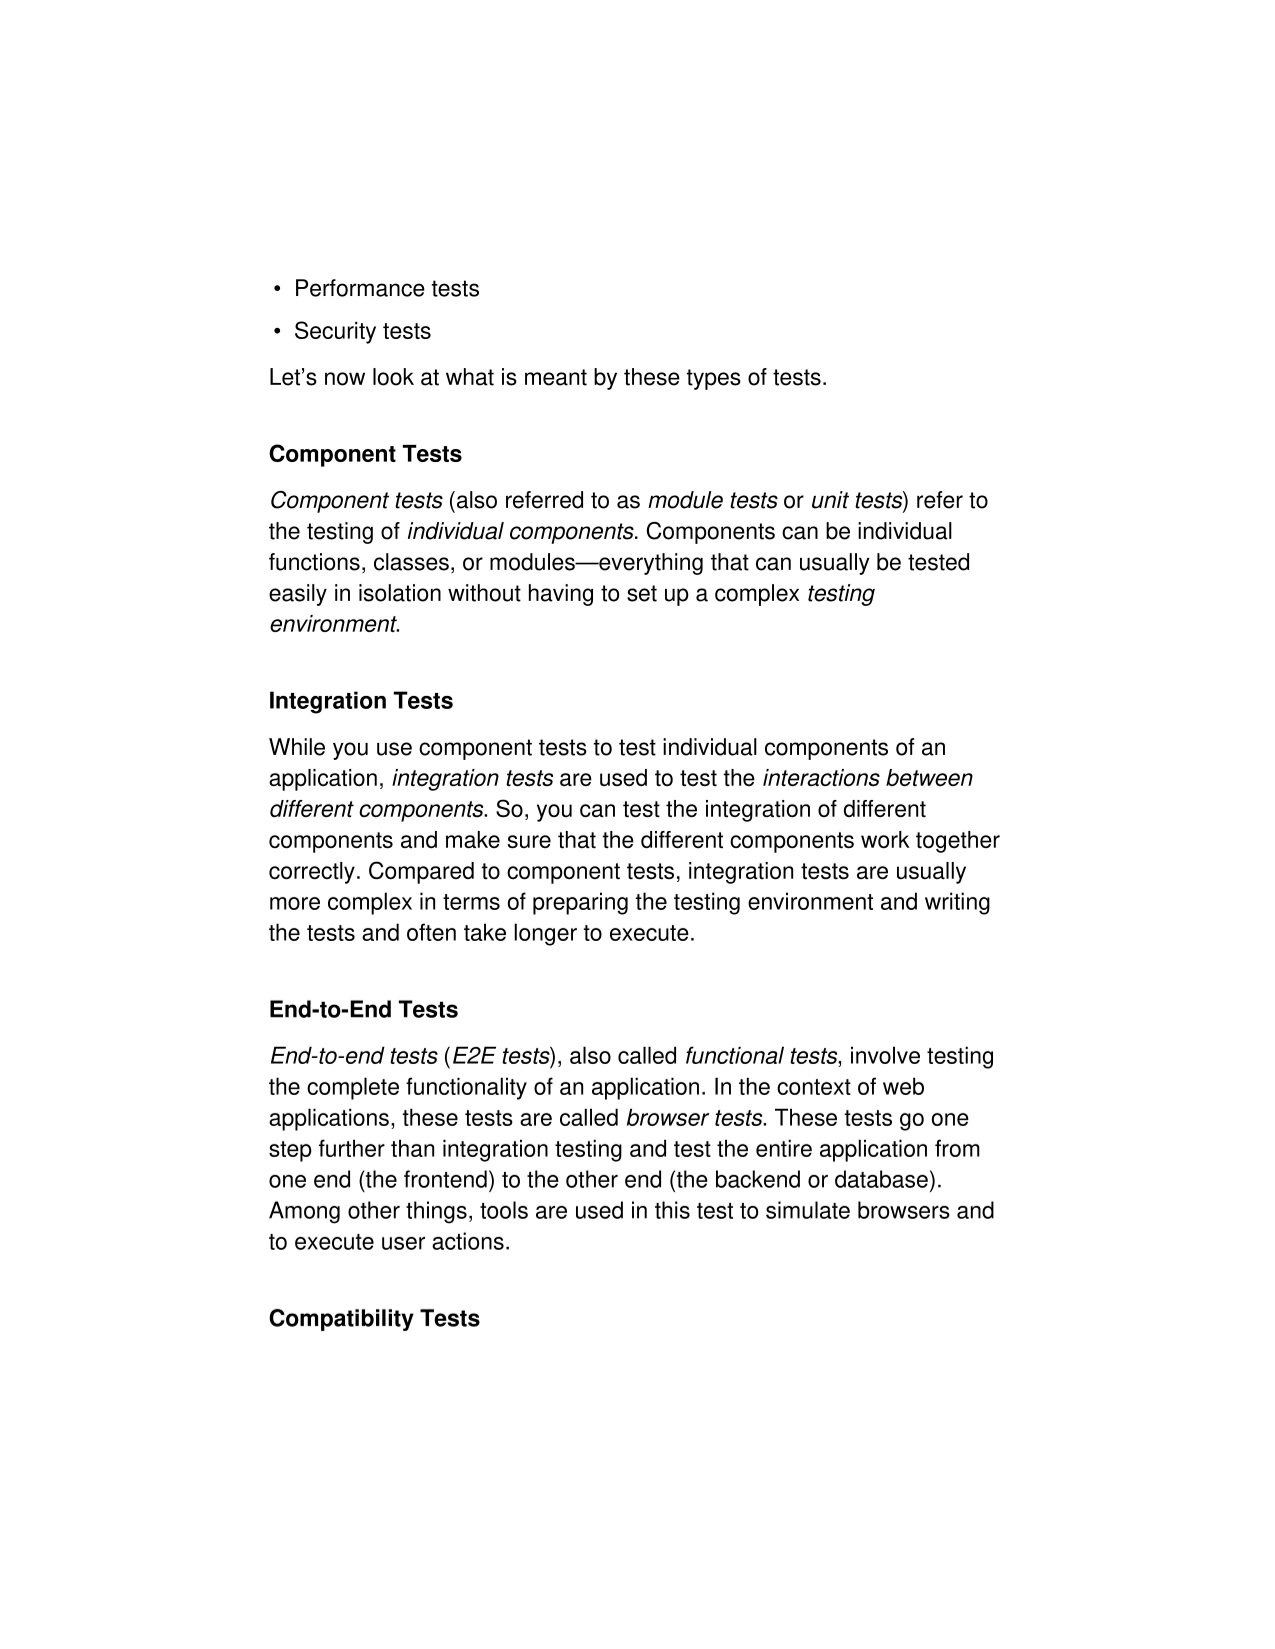 • Performance tests
• Security tests
Let’s now look at what is meant by these types of tests.
Component Tests
Component tests (also referred to as module tests or unit tests) refer to
the testing of individual components. Components can be individual
functions, classes, or modules—everything that can usually be tested
easily in isolation without having to set up a complex testing
environment.
Integration Tests
While you use component tests to test individual components of an
application, integration tests are used to test the interactions between
different components. So, you can test the integration of different
components and make sure that the different components work together
correctly. Compared to component tests, integration tests are usually
more complex in terms of preparing the testing environment and writing
the tests and often take longer to execute.
End-to-End Tests
End-to-end tests (E2E tests), also called functional tests, involve testing
the complete functionality of an application. In the context of web
applications, these tests are called browser tests. These tests go one
step further than integration testing and test the entire application from
one end (the frontend) to the other end (the backend or database).
Among other things, tools are used in this test to simulate browsers and
to execute user actions.
Compatibility Tests